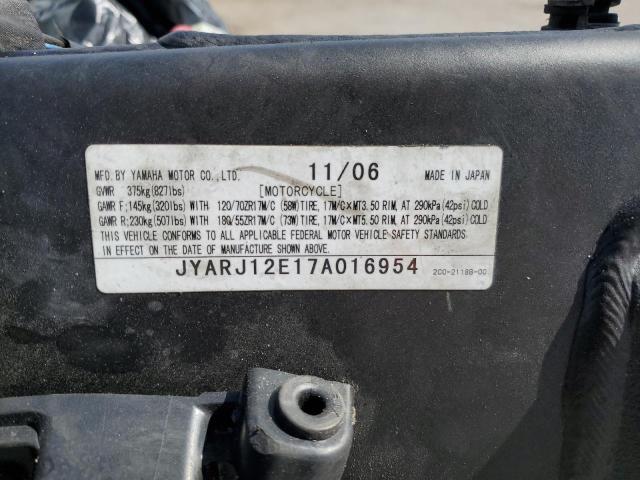 MFD. BY YAMAHA MOTOR CO., LTD. 11/06 MADE IN JAPAN
GVWR 375kg(827lbs) [MOTORCYCLE]
GAWR F;145kg(320lbs) WITH 120/70ZR17M/C (58W)TIRE, 17M/C×MT3.50 RIM, AT 290kPa(42psi)COLD
GAWR R;230kg(507lbs) WITH 180/55ZR17M/C (73W)TIRE, 17M/C×MT5.50 RIM, AT 290kPa(42psi)COLD
THIS VEHICLE CONFORMS TO ALL APPLICABLE FEDERAL MOTOR VEHICLE SAFETY STANDARDS
IN EFFECT ON THE DATE OF MANUFACTURE SHOWN ABOVE.
JYARJ12E17A016954 2C0-2118B-00